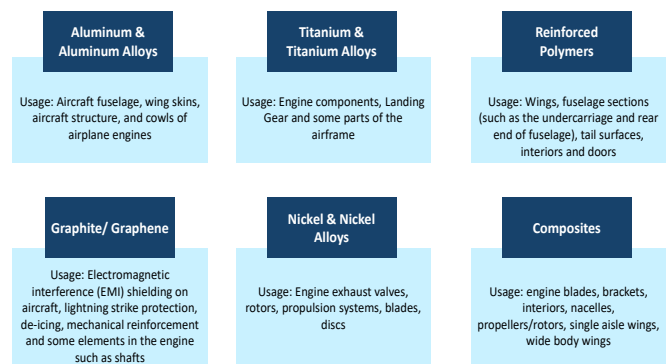 Aluminum &
Aluminum Alloys
Usage: Aircraft fuselage, wing skins,
aircraft structure, and cowls of
airplane engines
Titanium &
Titanium Alloys
Usage: Engine components, Landing
Gear and some parts of the
airframe
Reinforced
Polymers
Usage: Wings, fuselage sections
(such as the undercarriage and rear
end of fuselage), tail surfaces,
interiors and doors
Graphite/ Graphene
Usage: Electromagnetic
interference (EMI) shielding on
aircraft, lightning strike protection,
de-icing, mechanical reinforcement
and some elements in the engine
such as shafts
Nickel & Nickel
Alloys
Usage: Engine exhaust valves,
rotors, propulsion systems, blades,
discs
Composites
Usage: engine blades, brackets,
interiors, nacelles,
propellers/rotors, single aisle wings,
wide body wings